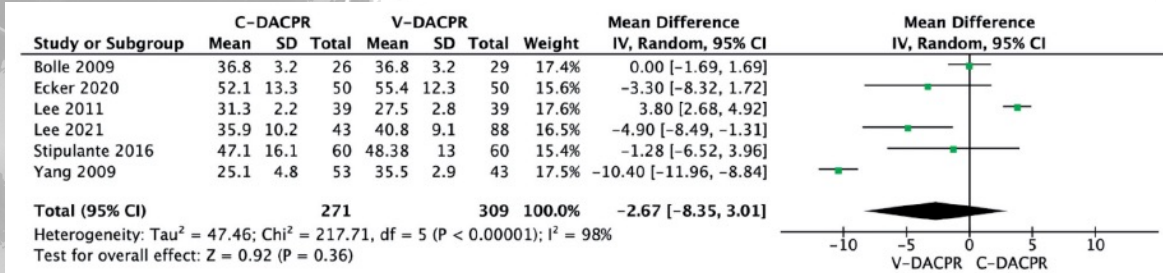 C-DACPR V-DACPR Mean Difference Mean Difference
Study or Subgroup Mean SD Total Mean SD Total Weight IV, Random, 95% CI IV, Random, 95% CI
Bolle 2009 36.8 3.2 26 36.8 3.2 29 17.4% 0.00 [-1.69, 1.69]
Ecker 2020 52.1 13.3 50 55.4 12.3 50 15.6% -3.30 [-8.32, 1.72]
Lee 2011 31.3 2.2 39 27.5 2.8 39 17.6% 3.80 [2.68, 4.92]
Lee 2021 35.9 10.2 43 40.8 9.1 88 16.5% -4.90 [-8.49, -1.31]
Stipulante 2016 47.1 16.1 60 48.38 13 60 15.4% -1.28 [-6.52, 3.96]
Yang 2009 25.1 4.8 53 35.5 2.9 43 17.5% -10.40 [-11.96, -8.84]
Total (95% CI) 271 309 100.0% -2.67 [-8.35, 3.01]
Heterogeneity: Tau² = 47.46; Chi² = 217.71, df = 5 (P < 0.00001); I² = 98%
Test for overall effect: Z = 0.92 (P = 0.36)
-10 -5 0 5 10
V-DACPR C-DACPR